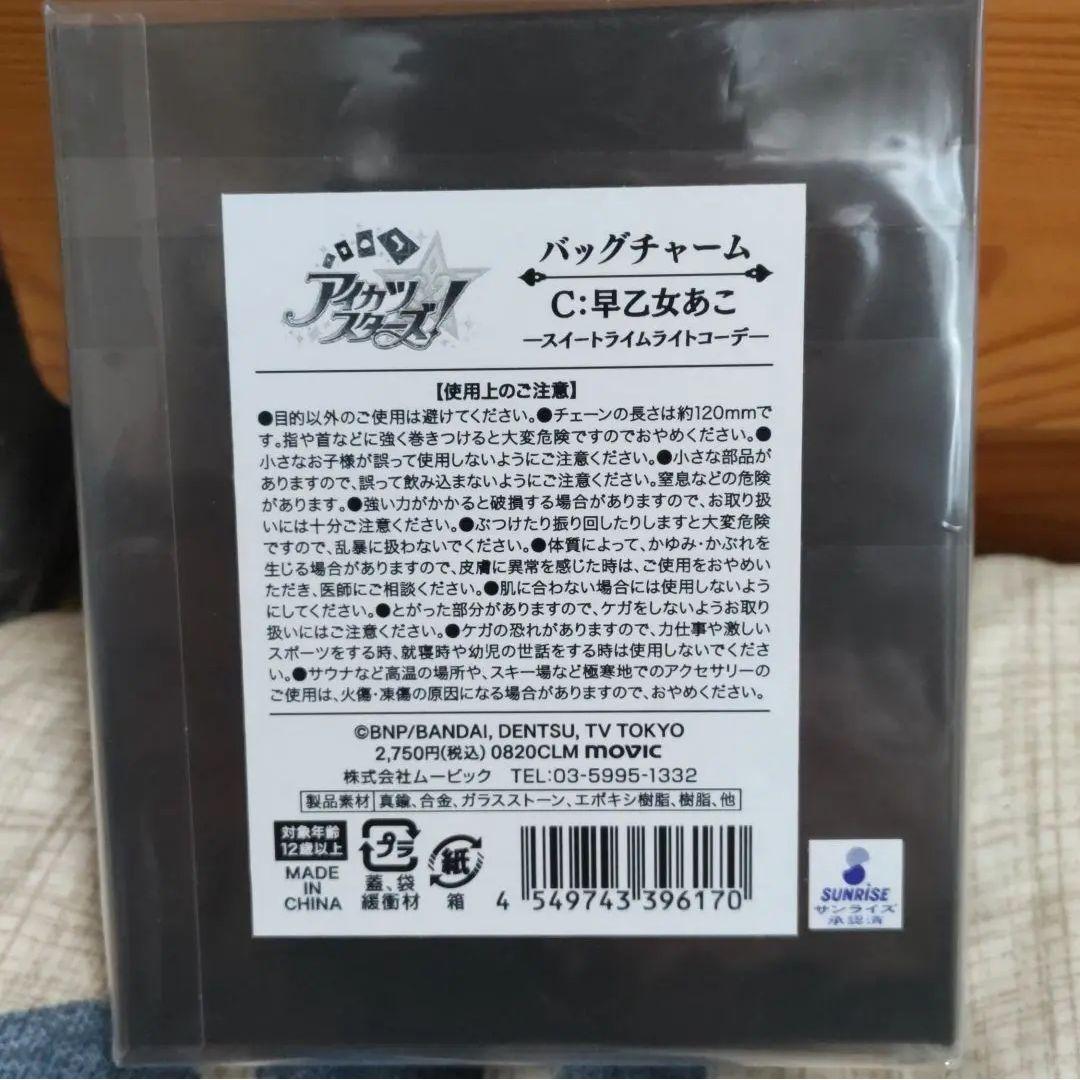 アイカツ
スターズ!
バッグチャーム
C:早乙女あこ
―スイートライムライトコーデ―
【使用上のご注意】
●目的以外のご使用は避けてください。●チェーンの長さは約120mmで
す。指や首などに強く巻きつけると大変危険ですのでおやめください。●
小さなお子様が誤って使用しないようにご注意ください。●小さな部品が
ありますので、誤って飲み込まないようにご注意ください。窒息などの危険
があります。●強い力がかかると破損する場合がありますので、お取り扱
いには十分ご注意ください。●ぶつけたり振り回したりしますと大変危険
ですので、乱暴に扱わないでください。●体質によって、かゆみ・かぶれを
生じる場合がありますので、皮膚に異常を感じた時は、ご使用をおやめい
ただき、医師にご相談ください。●肌に合わない場合には使用しないよう
にしてください。●とがった部分がありますので、ケガをしないようお取り
扱いにはご注意ください。●ケガの恐れがありますので、力仕事や激しい
スポーツをする時、就寝時や幼児の世話をする時は使用しないでくださ
い。●サウナなど高温の場所や、スキー場など極寒地でのアクセサリーの
ご使用は、火傷・凍傷の原因になる場合がありますので、おやめください。
©BNP/BANDAI, DENTSU, TV TOKYO
2,750円(税込) 0820CLM movic
株式会社ムービック TEL:03-5995-1332
製品素材 真鍮、合金、ガラスストーン、エポキシ樹脂、樹脂、他
対象年齢
12歳以上
MADE
IN
CHINA
プラ
蓋、袋
緩衝材
紙
箱
4 549743 396170
SUNRISE
サンライズ
承認済